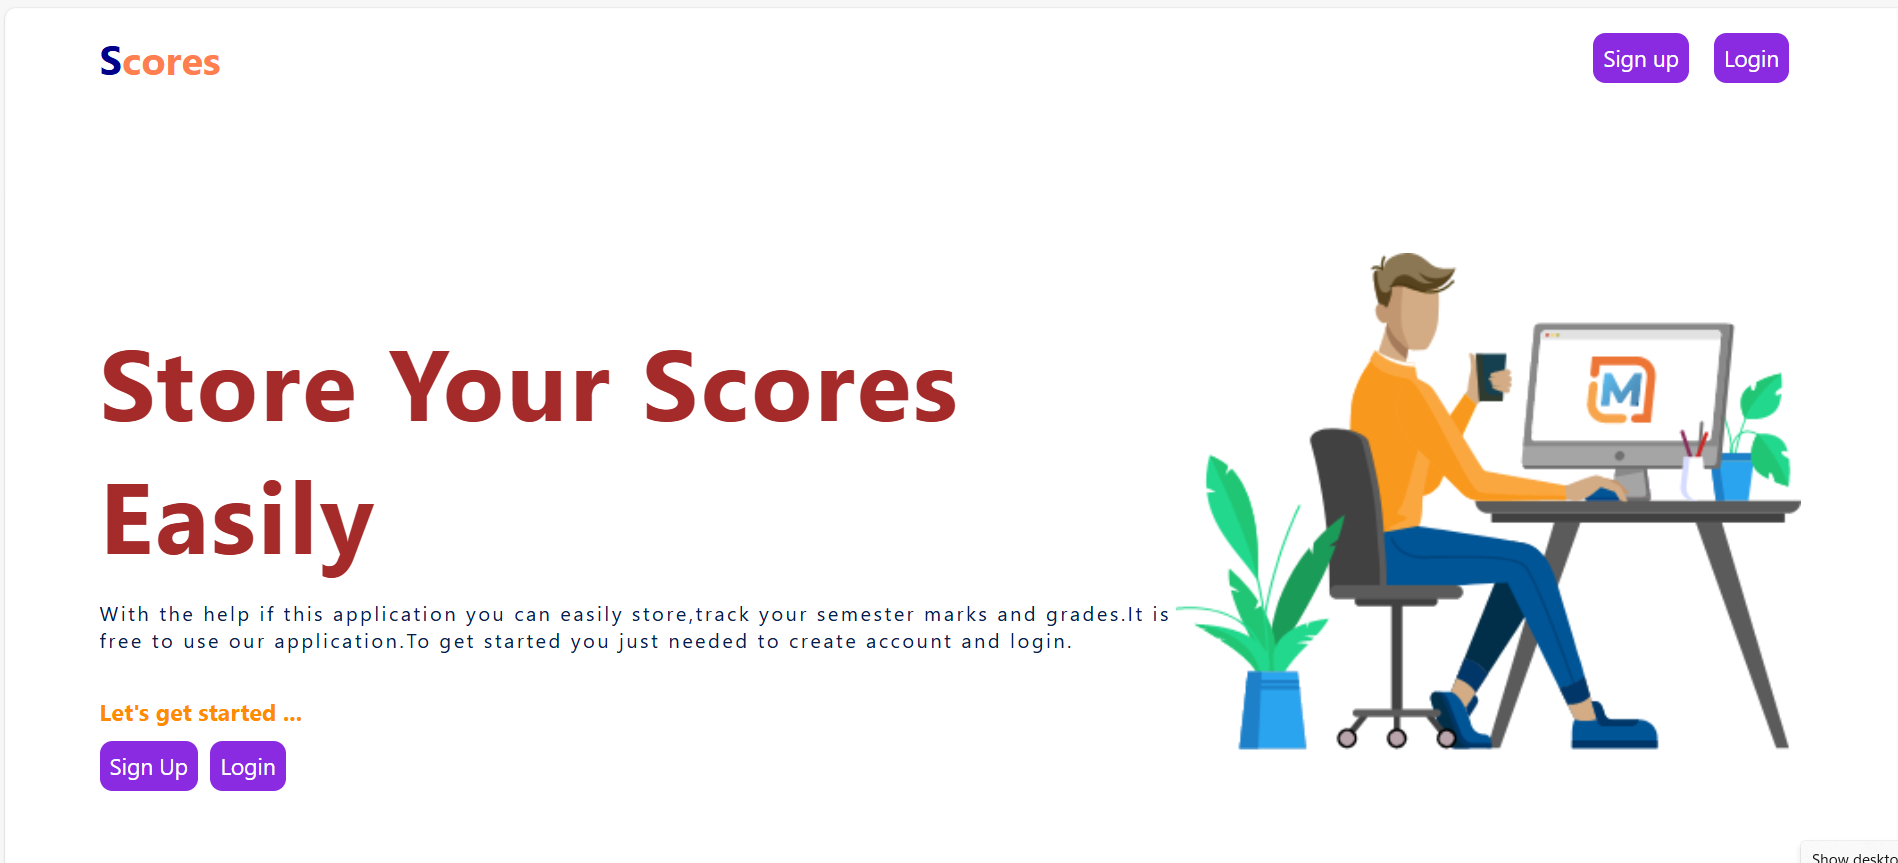 Scores
Sign up
Login
Store Your Scores
Easily
M
With the help if this application you can easily store,track your semester marks and grades.It is
free to use our application.To get started you just needed to create account and login.
Let's get started ...
Sign Up
Login
Show deskto